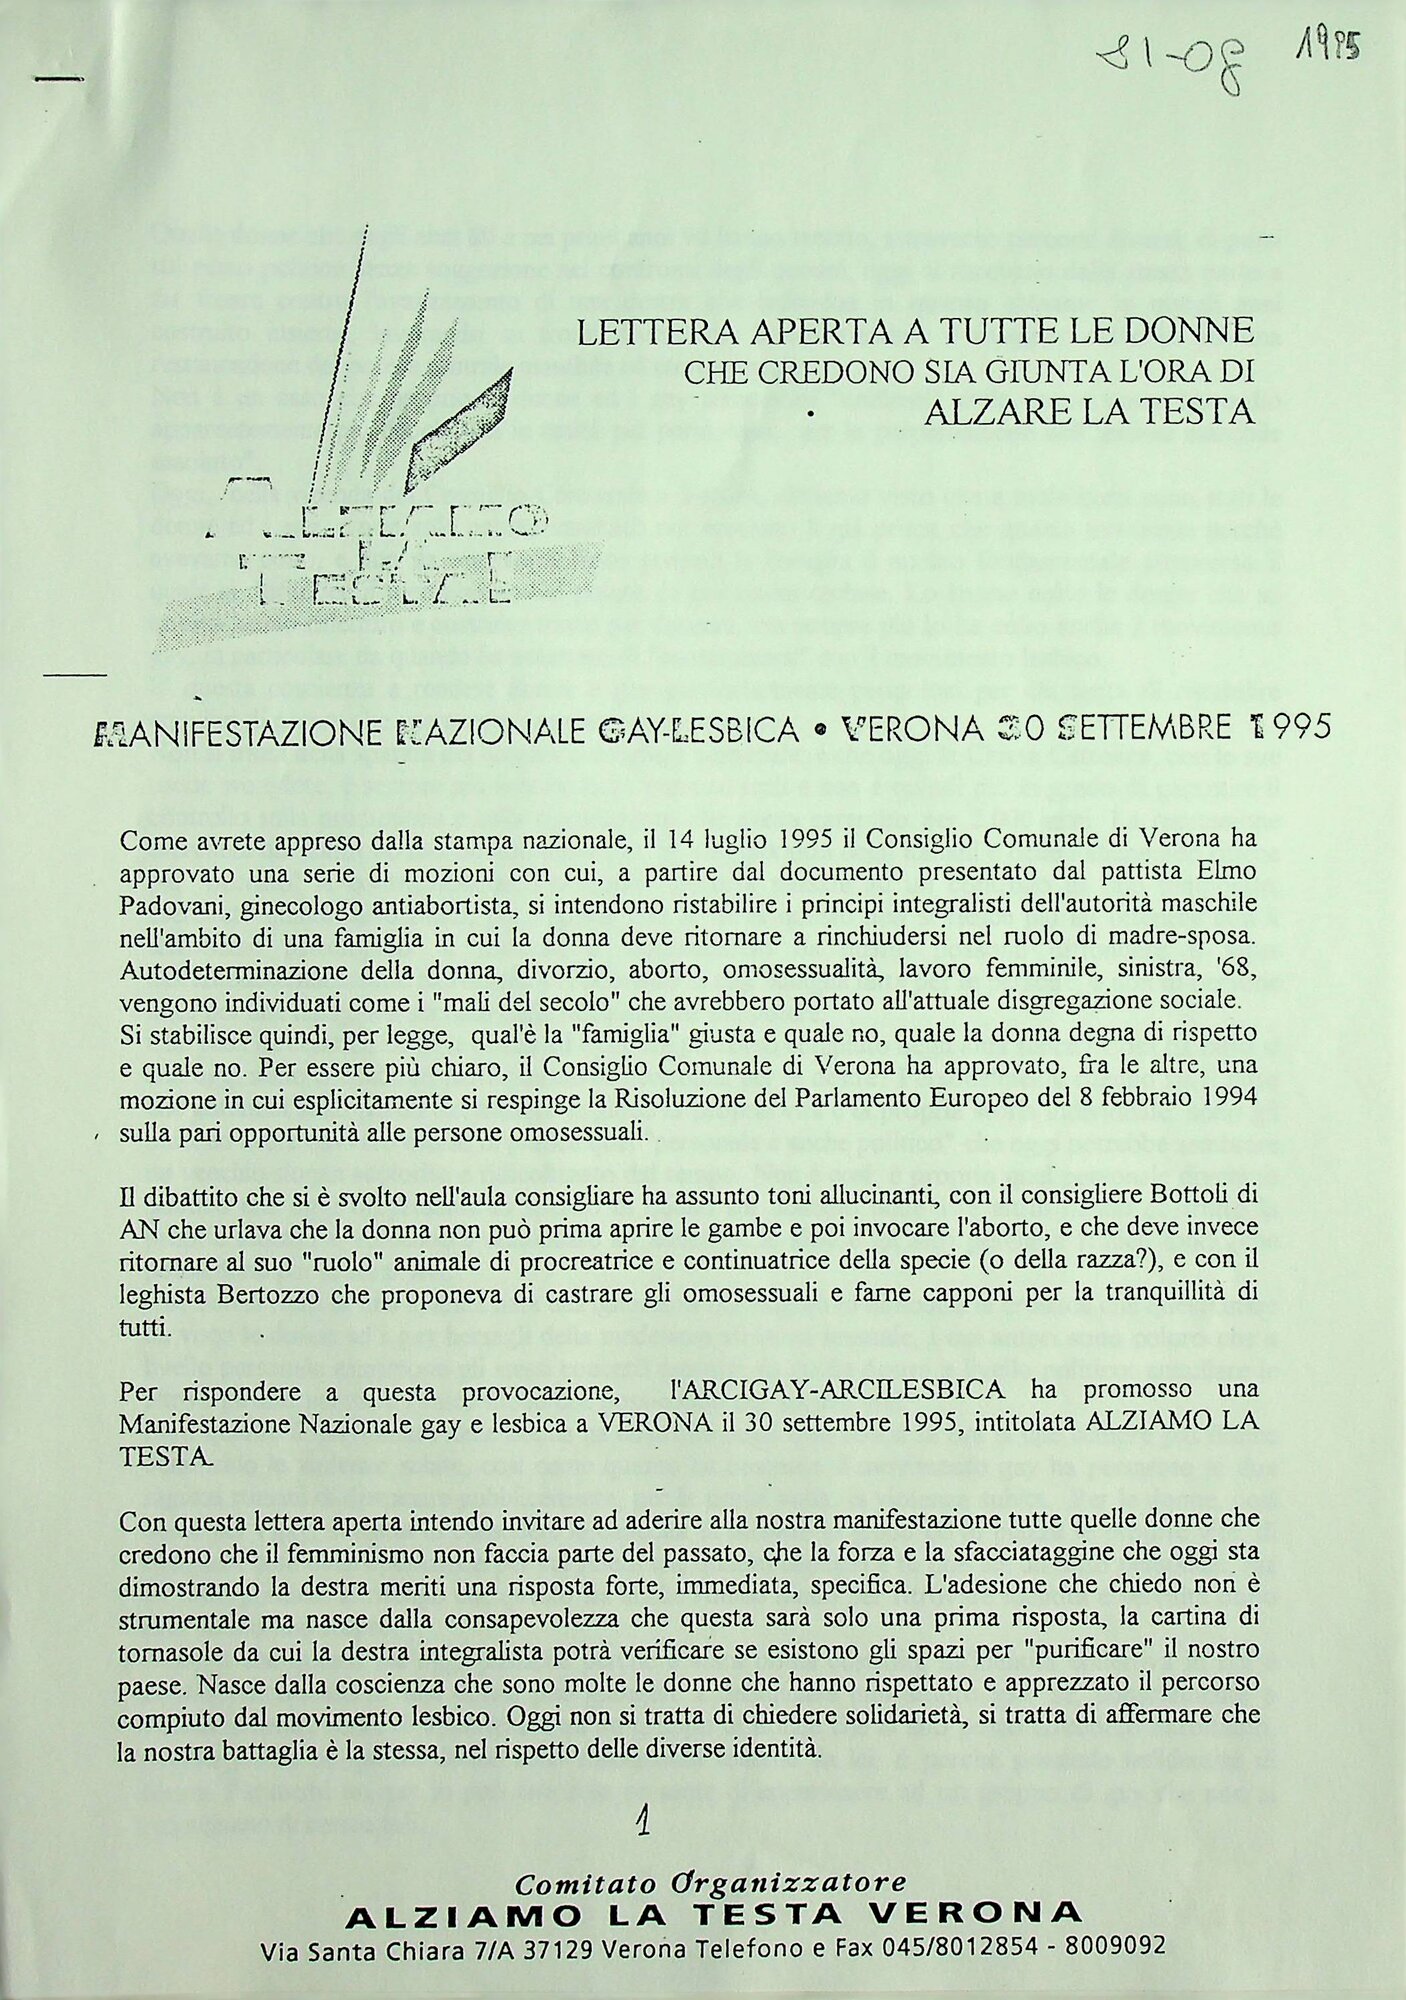 31-08 1995
LETTERA APERTA A TUTTE LE DONNE
CHE CREDONO SIA GIUNTA L'ORA DI
ALZARE LA TESTA
ALZIAMO
LA
TESTA!
MANIFESTAZIONE NAZIONALE GAY-LESBICA • VERONA 30 SETTEMBRE 1995
Come avrete appreso dalla stampa nazionale, il 14 luglio 1995 il Consiglio Comunale di Verona ha
approvato una serie di mozioni con cui, a partire dal documento presentato dal pattista Elmo
Padovani, ginecologo antiabortista, si intendono ristabilire i principi integralisti dell'autorità maschile
nell'ambito di una famiglia in cui la donna deve ritornare a rinchiudersi nel ruolo di madre-sposa.
Autodeterminazione della donna, divorzio, aborto, omosessualità, lavoro femminile, sinistra, '68,
vengono individuati come i "mali del secolo" che avrebbero portato all'attuale disgregazione sociale.
Si stabilisce quindi, per legge, qual'è la "famiglia" giusta e quale no, quale la donna degna di rispetto
e quale no. Per essere più chiaro, il Consiglio Comunale di Verona ha approvato, fra le altre, una
mozione in cui esplicitamente si respinge la Risoluzione del Parlamento Europeo del 8 febbraio 1994
sulla pari opportunità alle persone omosessuali.
Il dibattito che si è svolto nell'aula consigliare ha assunto toni allucinanti, con il consigliere Bottoli di
AN che urlava che la donna non può prima aprire le gambe e poi invocare l'aborto, e che deve invece
ritornare al suo "ruolo" animale di procreatrice e continuatrice della specie (o della razza?), e con il
leghista Bertozzo che proponeva di castrare gli omosessuali e farne capponi per la tranquillità di
tutti.
Per rispondere a questa provocazione, l'ARCIGAY-ARCILESBICA ha promosso una
Manifestazione Nazionale gay e lesbica a VERONA il 30 settembre 1995, intitolata ALZIAMO LA
TESTA.
Con questa lettera aperta intendo invitare ad aderire alla nostra manifestazione tutte quelle donne che
credono che il femminismo non faccia parte del passato, che la forza e la sfacciataggine che oggi sta
dimostrando la destra meriti una risposta forte, immediata, specifica. L'adesione che chiedo non è
strumentale ma nasce dalla consapevolezza che questa sarà solo una prima risposta, la cartina di
tornasole da cui la destra integralista potrà verificare se esistono gli spazi per "purificare" il nostro
paese. Nasce dalla coscienza che sono molte le donne che hanno rispettato e apprezzato il percorso
compiuto dal movimento lesbico. Oggi non si tratta di chiedere solidarietà, si tratta di affermare che
la nostra battaglia è la stessa, nel rispetto delle diverse identità.
1
Comitato Organizzatore
ALZIAMO LA TESTA VERONA
Via Santa Chiara 7/A 37129 Verona Telefono e Fax 045/8012854 - 8009092